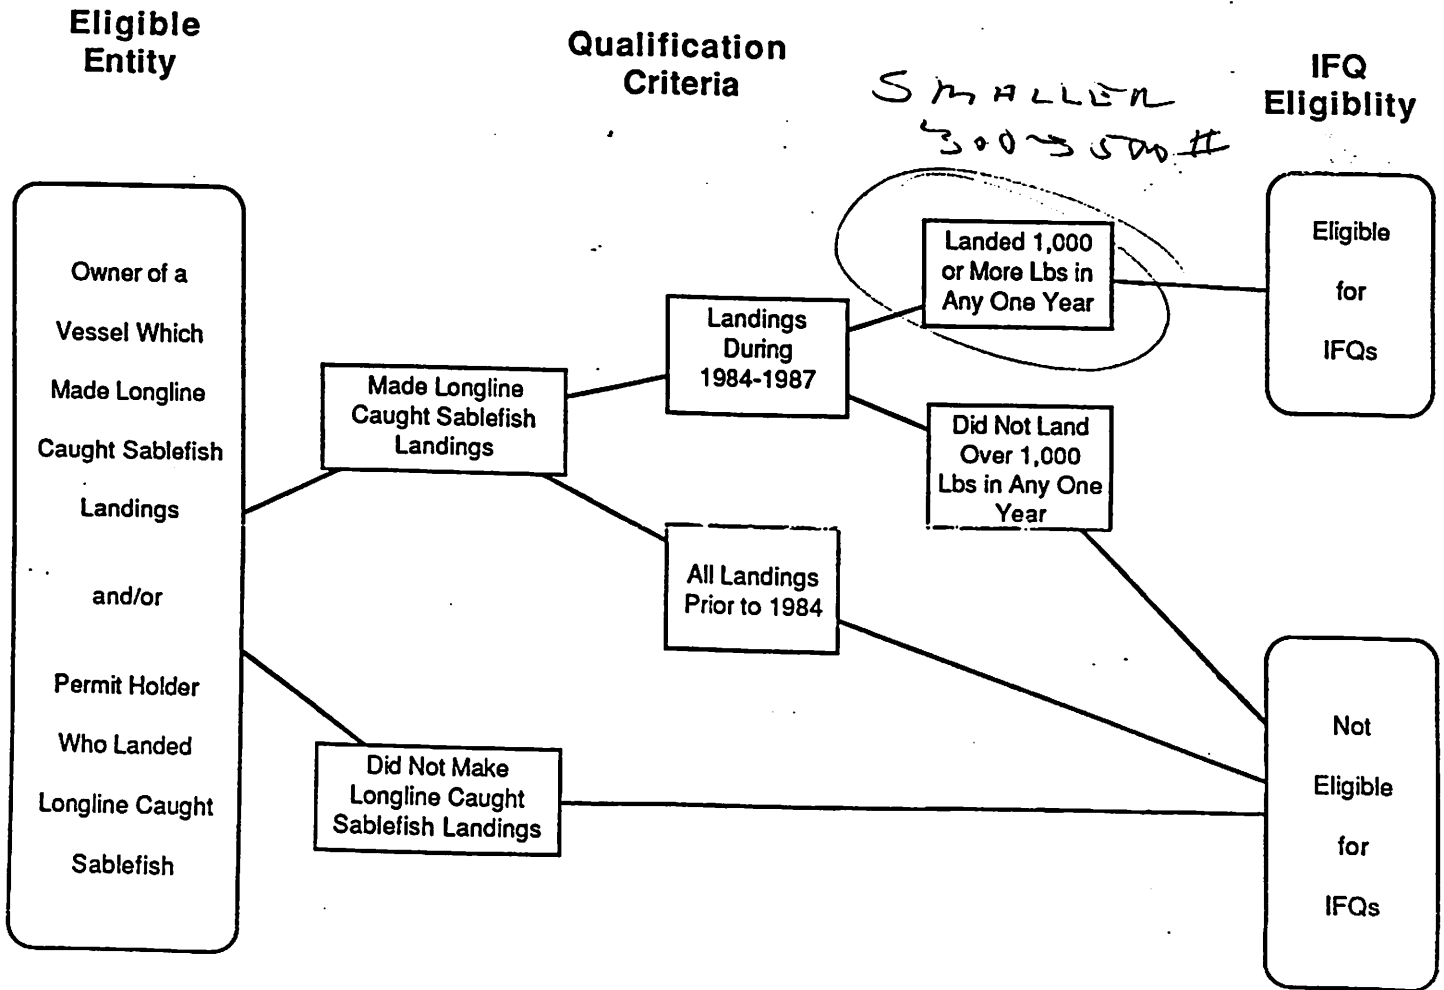 Eligible
Entity
Qualification
Criteria
SMALLER
300→500 #
IFQ
Eligiblity
Owner of a
Vessel Which
Made Longline
Caught Sablefish
Landings
and/or
Permit Holder
Who Landed
Longline Caught
Sablefish
Made Longline
Caught Sablefish
Landings
Did Not Make
Longline Caught
Sablefish Landings
Landings
During
1984-1987
All Landings
Prior to 1984
Landed 1,000
or More Lbs in
Any One Year
Did Not Land
Over 1,000
Lbs in Any One
Year
Eligible
for
IFQs
Not
Eligible
for
IFQs